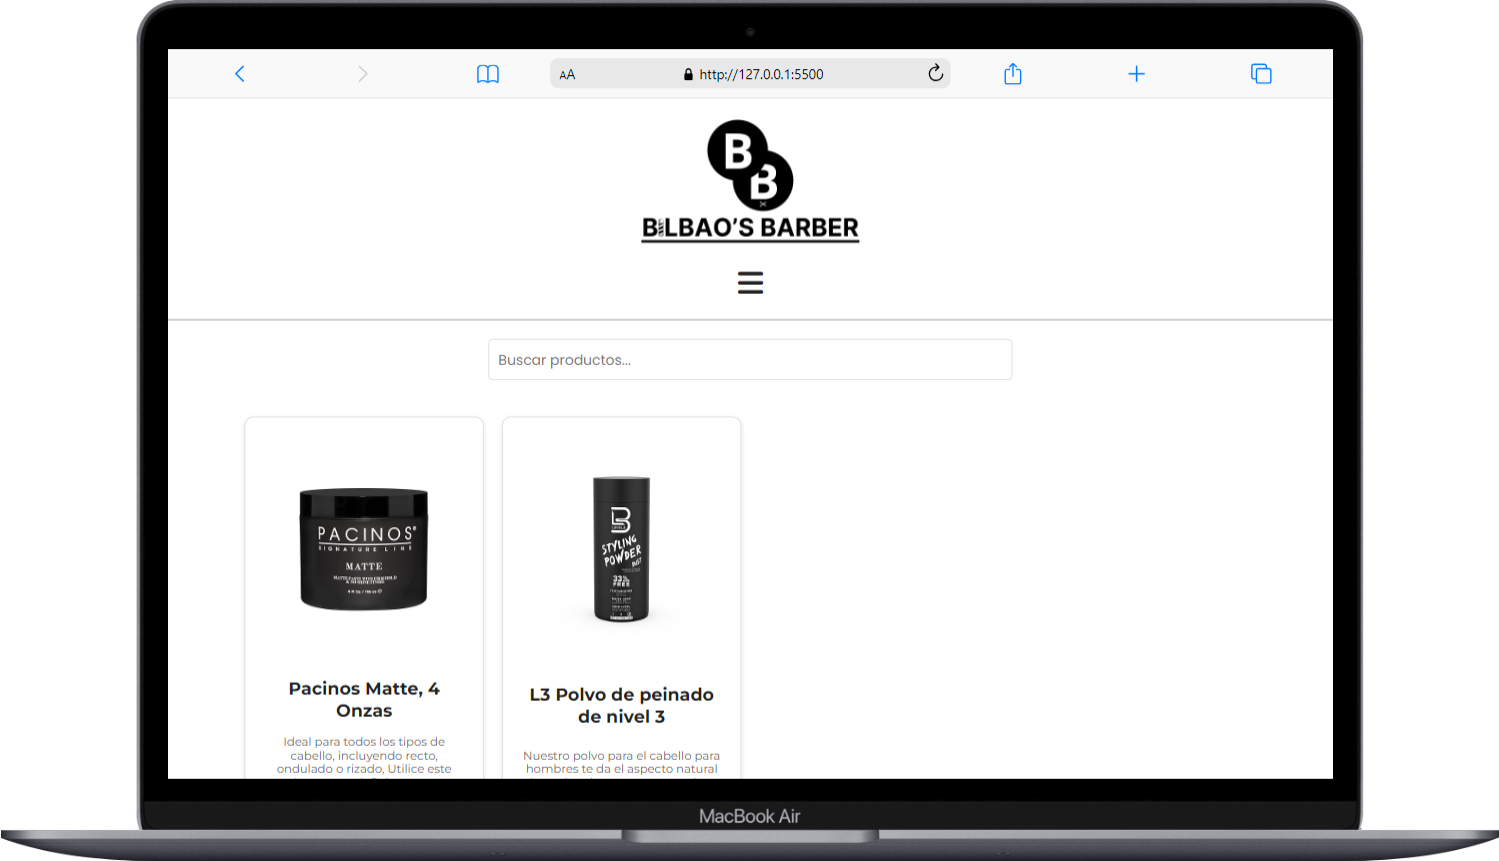 AA
http://127.0.0.1:5500
B
B
BILBAO'S BARBER
Buscar productos...
PACINOS®
SIGNATURE LINE
MATTE
STYLING
POWDER
33%
FREE
Pacinos Matte, 4
Onzas
L3 Polvo de peinado
de nivel 3
Ideal para todos los tipos de
cabello, incluyendo recto,
ondulado o rizado, Utilice este
Nuestro polvo para el cabello para
hombres te da el aspecto natural
MacBook Air